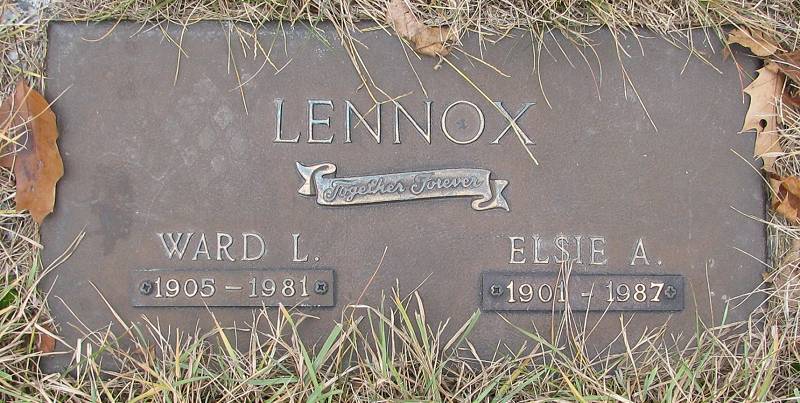 LENNOX
Together Forever
WARD L. ELSIE A.
1905 - 1981 1901 - 1987